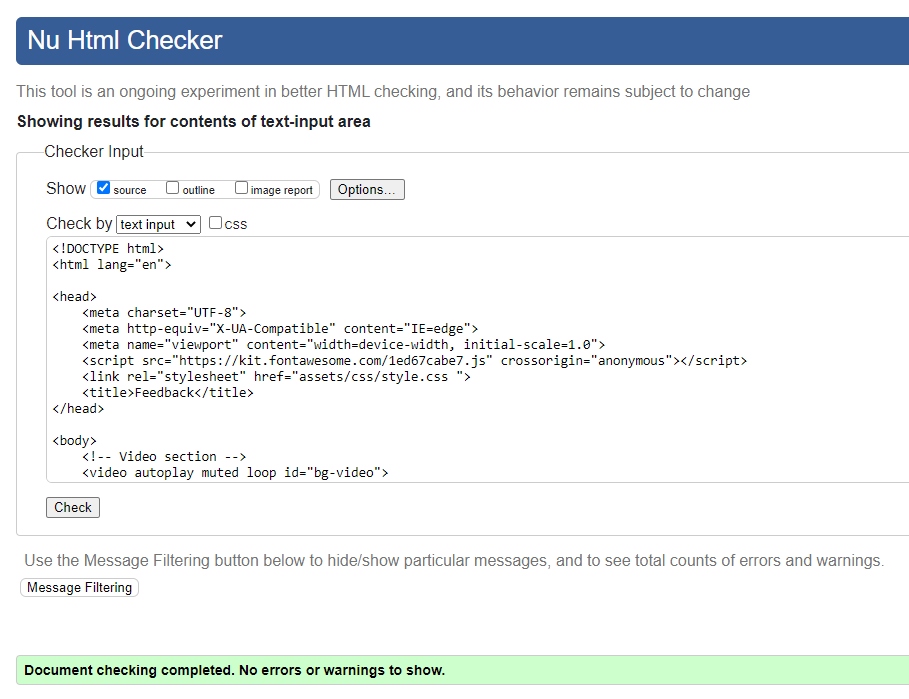 Nu Html Checker
This tool is an ongoing experiment in better HTML checking, and its behavior remains subject to change
Showing results for contents of text-input area
Checker Input
Show source outline image report Options...
Check by text input css
<!DOCTYPE html>
<html lang="en">
<head>
    <meta charset="UTF-8">
    <meta http-equiv="X-UA-Compatible" content="IE=edge">
    <meta name="viewport" content="width=device-width, initial-scale=1.0">
    <script src="https://kit.fontawesome.com/1ed67cabe7.js" crossorigin="anonymous"></script>
    <link rel="stylesheet" href="assets/css/style.css ">
    <title>Feedback</title>
</head>
<body>
    <!-- Video section -->
    <video autoplay muted loop id="bg-video">
Check
Use the Message Filtering button below to hide/show particular messages, and to see total counts of errors and warnings.
Message Filtering
Document checking completed. No errors or warnings to show.